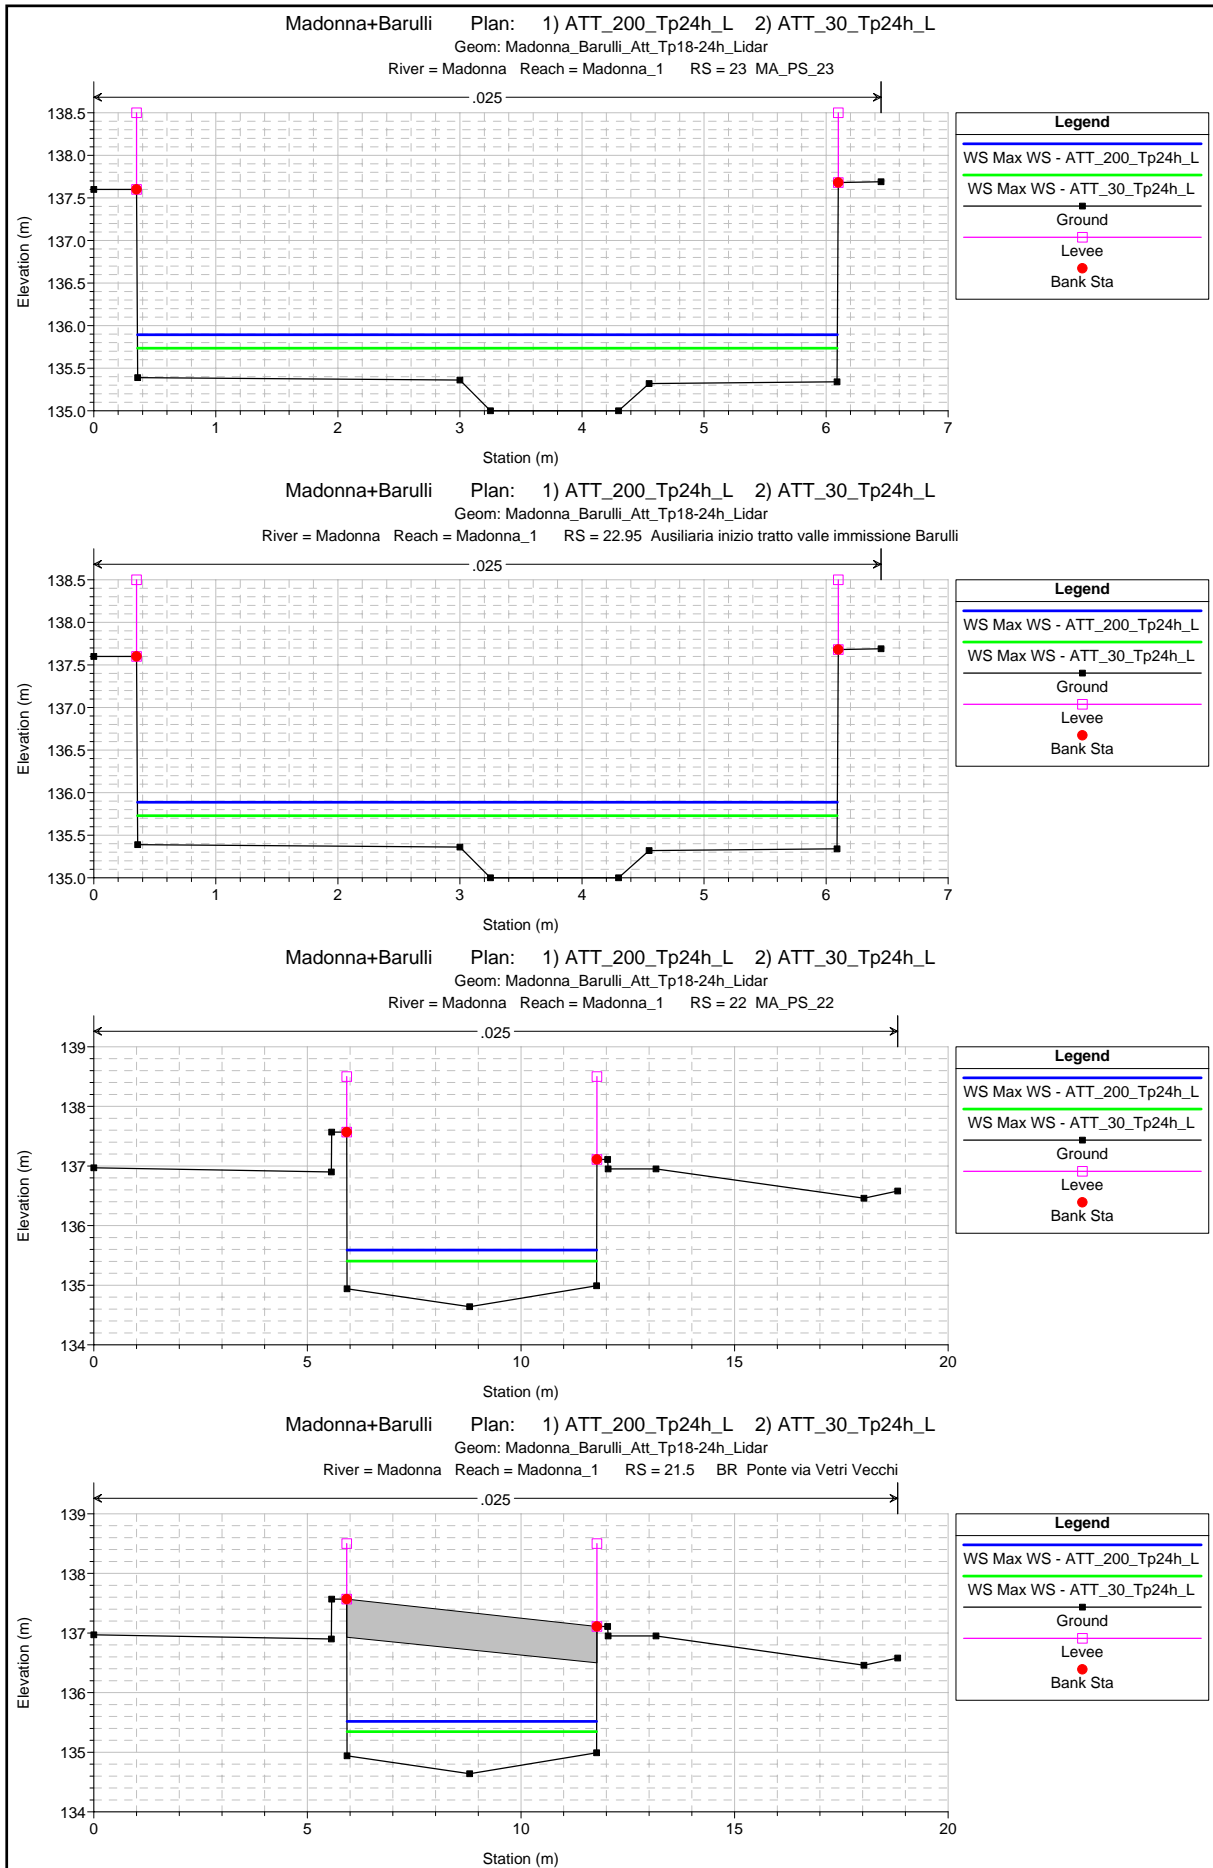 Madonna+Barulli Plan: 1) ATT_200_Tp24h_L 2) ATT_30_Tp24h_L
Geom: Madonna_Barulli_Att_Tp18-24h_Lidar
River = Madonna Reach = Madonna_1 RS = 23 MA_PS_23
.025
138.5
138.0
137.5
137.0
136.5
136.0
135.5
135.0
Elevation (m)
0 1 2 3 4 5 6 7
Station (m)
Legend
WS Max WS - ATT_200_Tp24h_L
WS Max WS - ATT_30_Tp24h_L
Ground
Levee
Bank Sta
Madonna+Barulli Plan: 1) ATT_200_Tp24h_L 2) ATT_30_Tp24h_L
Geom: Madonna_Barulli_Att_Tp18-24h_Lidar
River = Madonna Reach = Madonna_1 RS = 22.95 Ausiliaria inizio tratto valle immissione Barulli
.025
138.5
138.0
137.5
137.0
136.5
136.0
135.5
135.0
Elevation (m)
0 1 2 3 4 5 6 7
Station (m)
Legend
WS Max WS - ATT_200_Tp24h_L
WS Max WS - ATT_30_Tp24h_L
Ground
Levee
Bank Sta
Madonna+Barulli Plan: 1) ATT_200_Tp24h_L 2) ATT_30_Tp24h_L
Geom: Madonna_Barulli_Att_Tp18-24h_Lidar
River = Madonna Reach = Madonna_1 RS = 22 MA_PS_22
.025
139
138
137
136
135
134
Elevation (m)
0 5 10 15 20
Station (m)
Legend
WS Max WS - ATT_200_Tp24h_L
WS Max WS - ATT_30_Tp24h_L
Ground
Levee
Bank Sta
Madonna+Barulli Plan: 1) ATT_200_Tp24h_L 2) ATT_30_Tp24h_L
Geom: Madonna_Barulli_Att_Tp18-24h_Lidar
River = Madonna Reach = Madonna_1 RS = 21.5 BR Ponte via Vetri Vecchi
.025
139
138
137
136
135
134
Elevation (m)
0 5 10 15 20
Station (m)
Legend
WS Max WS - ATT_200_Tp24h_L
WS Max WS - ATT_30_Tp24h_L
Ground
Levee
Bank Sta